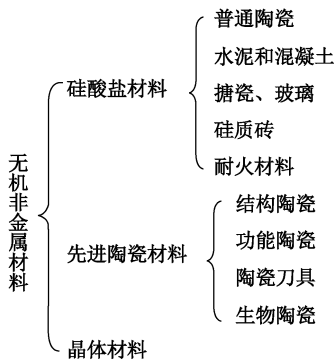 无机非金属材料
硅酸盐材料
普通陶瓷
水泥和混凝土
搪瓷、玻璃
硅质砖
耐火材料
先进陶瓷材料
结构陶瓷
功能陶瓷
陶瓷刀具
生物陶瓷
晶体材料